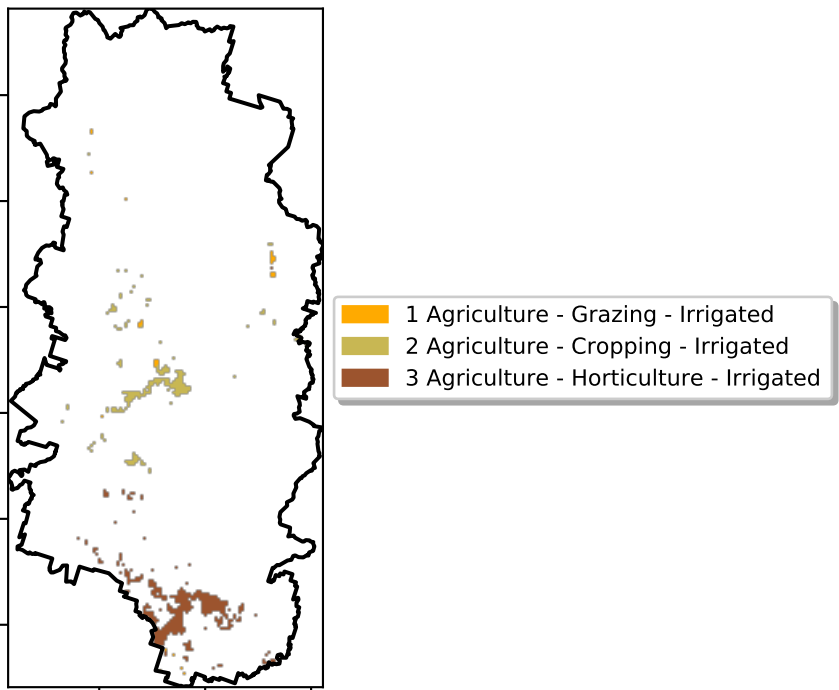 1 Agriculture - Grazing - Irrigated
2 Agriculture - Cropping - Irrigated
3 Agriculture - Horticulture - Irrigated